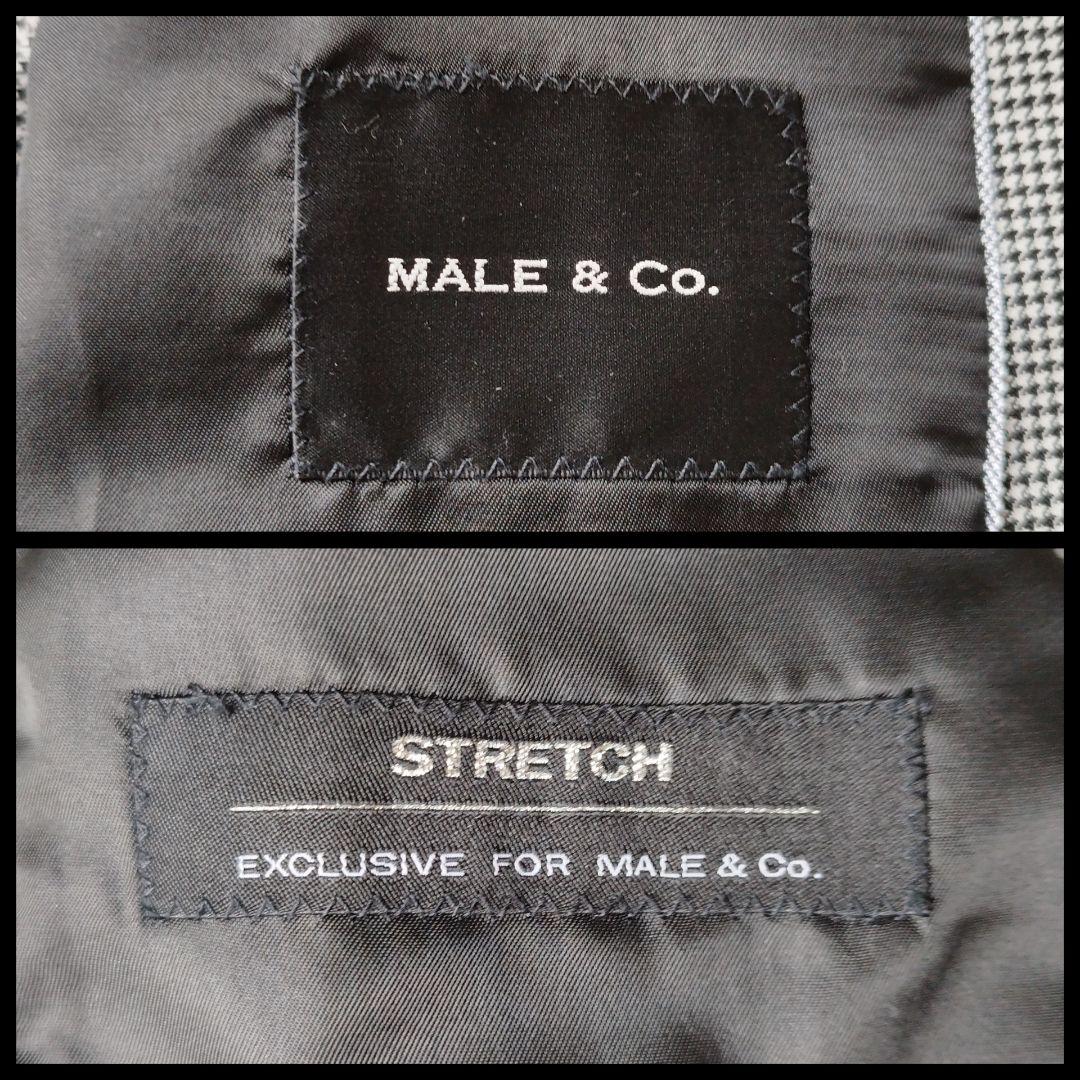 MALE & Co.
STRETCH
EXCLUSIVE FOR MALE & Co.